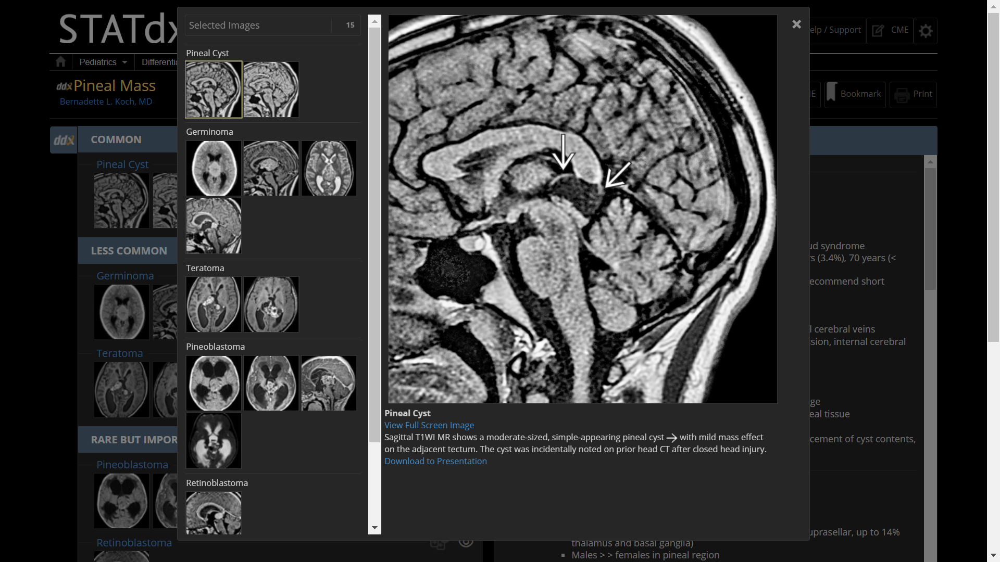 STATdx
Help / Support
CME
Pediatrics
Differentia
ddx Pineal Mass
Bernadette L. Koch, MD
Bookmark
Print
ddx
COMMON
Pineal Cyst
LESS COMMON
Germinoma
Teratoma
RARE BUT IMPOR
Pineoblastoma
Retinoblastoma
Selected Images
15
Pineal Cyst
Germinoma
Teratoma
Pineoblastoma
Retinoblastoma
Pineal Cyst
View Full Screen Image
Sagittal T1WI MR shows a moderate-sized, simple-appearing pineal cyst → with mild mass effect
on the adjacent tectum. The cyst was incidentally noted on prior head CT after closed head injury.
Download to Presentation
ud syndrome
rs (3.4%), 70 years (<
ecommend short
l cerebral veins
ssion, internal cerebral
ge
eal tissue
cement of cyst contents,
uprasellar, up to 14%
thalamus and basal ganglia)
▪ Males > > females in pineal region